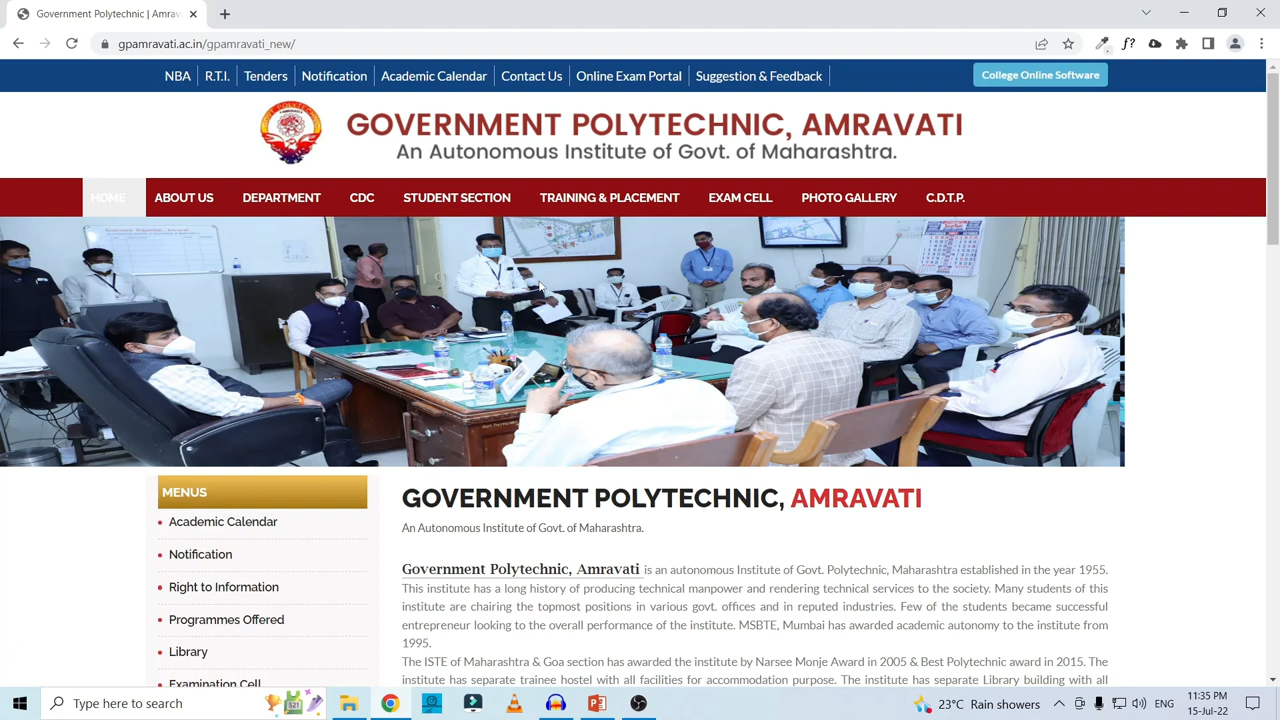 Government Polytechnic | Amrav
gpamravati.ac.in/gpamravati_new/
NBA R.T.I. Tenders Notification Academic Calendar Contact Us Online Exam Portal Suggestion & Feedback College Online Software
GOVERNMENT POLYTECHNIC, AMRAVATI
An Autonomous Institute of Govt. of Maharashtra.
HOME ABOUT US DEPARTMENT CDC STUDENT SECTION TRAINING & PLACEMENT EXAM CELL PHOTO GALLERY C.D.T.P.
MENUS
Academic Calendar
Notification
Right to Information
Programmes Offered
Library
Examination Cell
GOVERNMENT POLYTECHNIC, AMRAVATI
An Autonomous Institute of Govt. of Maharashtra.
Government Polytechnic, Amravati is an autonomous Institute of Govt. Polytechnic, Maharashtra established in the year 1955.
This institute has a long history of producing technical manpower and rendering technical services to the society. Many students of this
institute are chairing the topmost positions in various govt. offices and in reputed industries. Few of the students became successful
entrepreneur looking to the overall performance of the institute. MSBTE, Mumbai has awarded academic autonomy to the institute from
1995.
The ISTE of Maharashtra & Goa section has awarded the institute by Narsee Monje Award in 2005 & Best Polytechnic award in 2015. The
institute has separate trainee hostel with all facilities for accommodation purpose. The institute has separate Library building with all
Type here to search
23°C Rain showers
ENG
11:35 PM
15-Jul-22